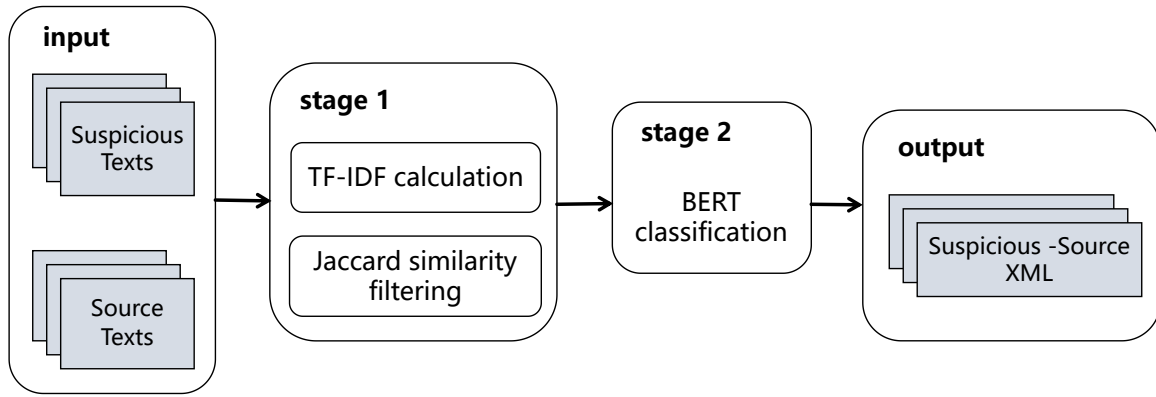 input
Suspicious
Texts
Source
Texts
stage 1
TF-IDF calculation
Jaccard similarity
filtering
stage 2
BERT
classification
output
Suspicious -Source
XML